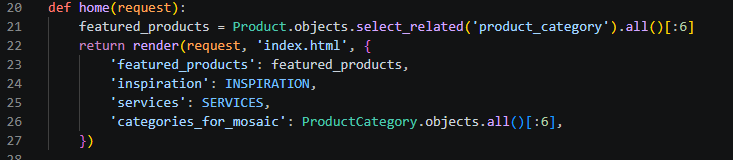 20 def home(request):
21     featured_products = Product.objects.select_related('product_category').all()[:6]
22     return render(request, 'index.html', {
23         'featured_products': featured_products,
24         'inspiration': INSPIRATION,
25         'services': SERVICES,
26         'categories_for_mosaic': ProductCategory.objects.all()[:6],
27     })
28